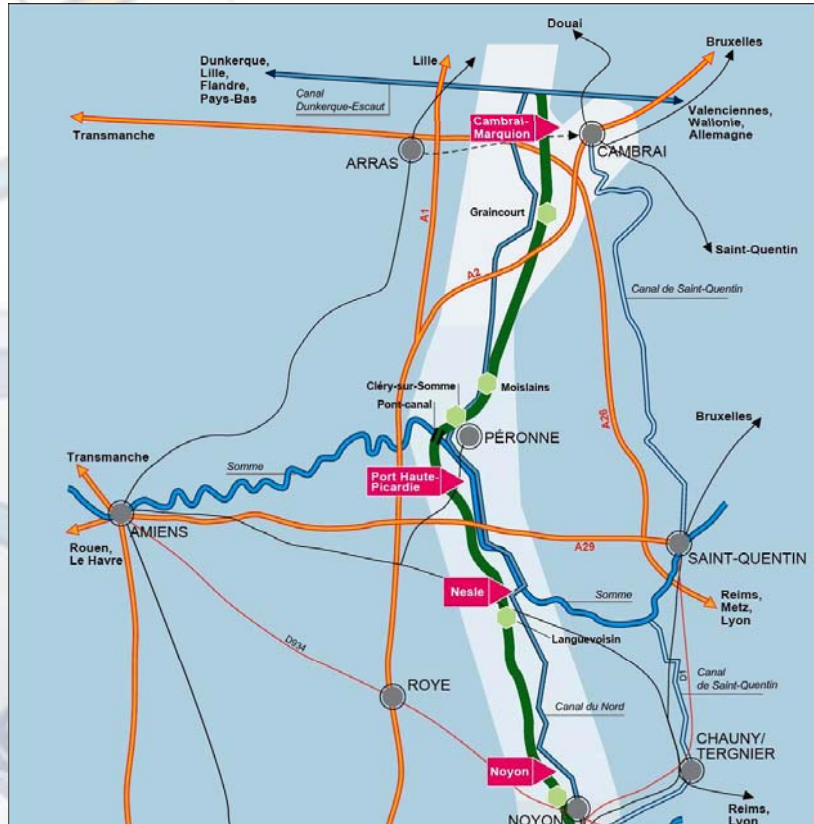 Douai
Bruxelles
Dunkerque,
Lille,
Flandre,
Pays-Bas
Lille
Canal
Dunkerque-Escaut
Valenciennes,
Wallonie,
Allemagne
Transmanche
Cambrai-
Marquion
ARRAS
CAMBRAI
Graincourt
A1
Saint-Quentin
A2
Canal de Saint-Quentin
Cléry-sur-Somme
Moislains
Pont-canal
A26
Bruxelles
PÉRONNE
Transmanche
Somme
Port Haute-
Picardie
AMIENS
A29
SAINT-QUENTIN
Rouen,
Le Havre
Nesle
Somme
Reims,
Metz,
Lyon
Languevoisin
D934
Canal
de Saint-Quentin
D1
ROYE
Canal du Nord
CHAUNY/
TERGNIER
Noyon
NOYON
Reims,
Lyon